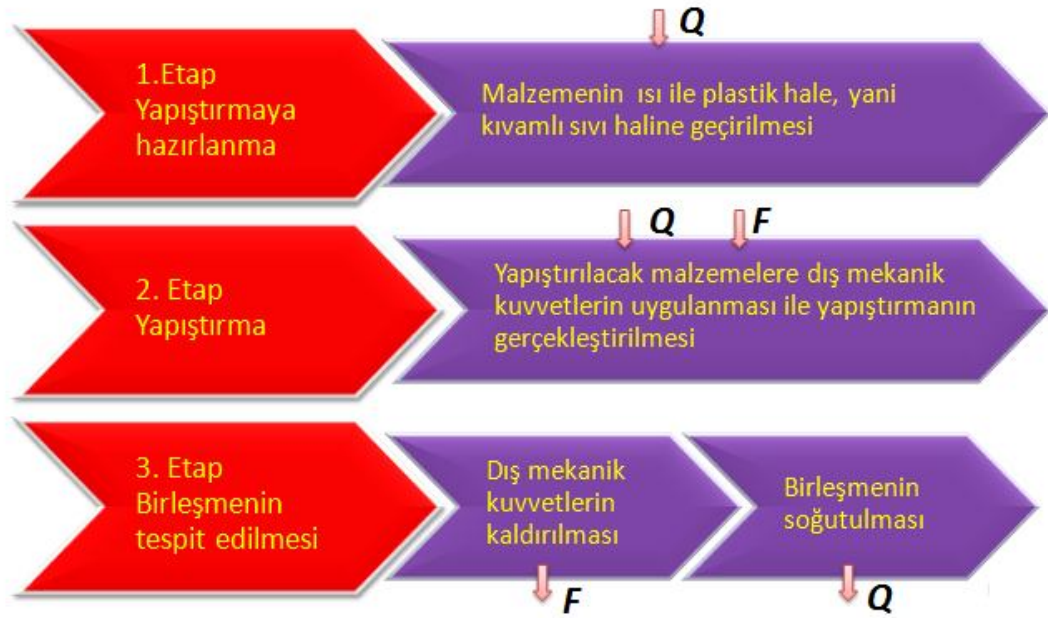 Q
1.Etap
Yapıştırmaya
hazırlanma
Malzemenin ısı ile plastik hale, yani
kıvamlı sıvı haline geçirilmesi
Q
F
2. Etap
Yapıştırma
Yapıştırılacak malzemelere dış mekanik
kuvvetlerin uygulanması ile yapıştırmanın
gerçekleştirilmesi
3. Etap
Birleşmenin
tespit edilmesi
Dış mekanik
kuvvetlerin
kaldırılması
Birleşmenin
soğutulması
F
Q